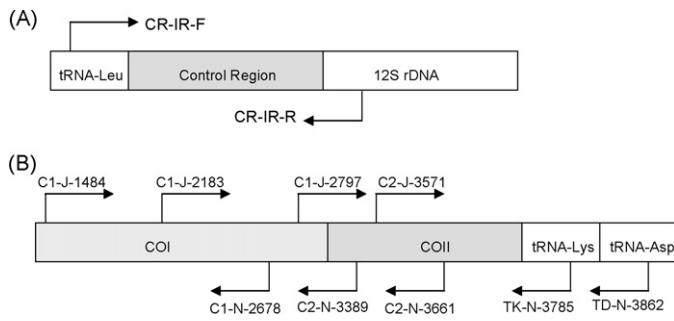 (A)
CR-IR-F
tRNA-Leu Control Region 12S rDNA
CR-IR-R
(B)
C1-J-1484 C1-J-2183 C1-J-2797 C2-J-3571
COI COII tRNA-Lys tRNA-Asp
C1-N-2678 C2-N-3389 C2-N-3661 TK-N-3785 TD-N-3862